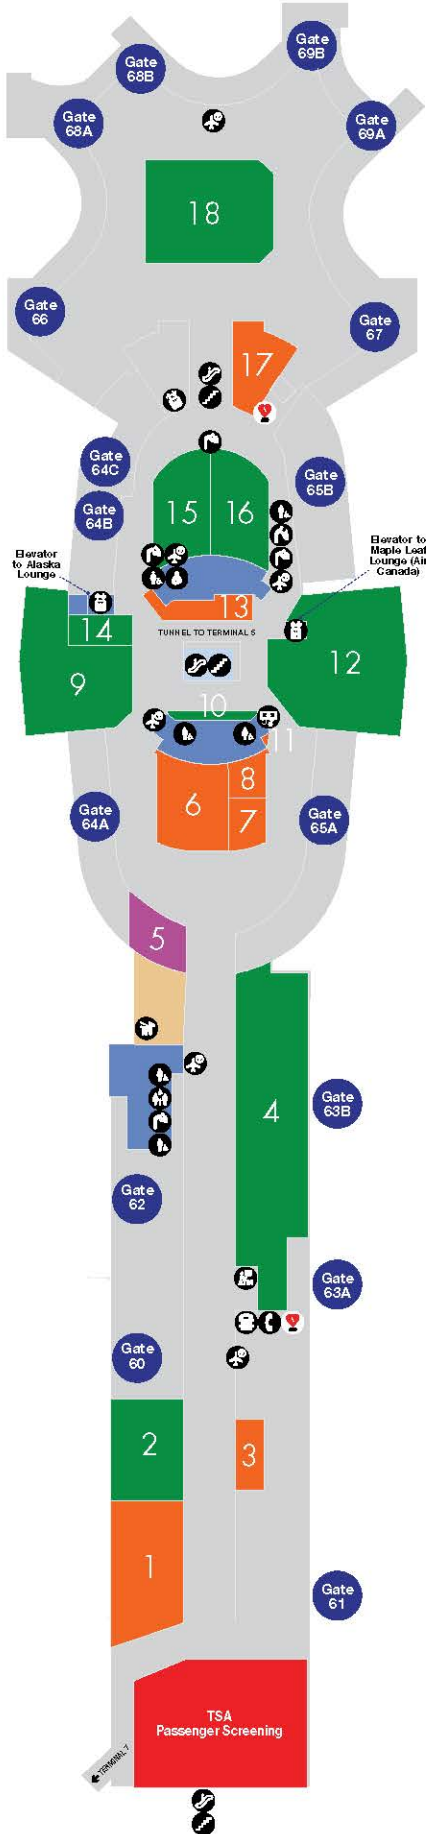 Gate
69B
Gate
68B
Gate
68A
Gate
69A
18
Gate
66
Gate
67
17
Gate
64C
Gate
65B
Gate
64B
15
16
Elevator
to Alaska
Lounge
Elevator to
Maple Leaf
Lounge (Air
Canada)
13
14
TUNNEL TO TERMINAL 5
9
12
10
11
6
8
7
Gate
64A
Gate
65A
5
4
Gate
63B
Gate
62
Gate
63A
Gate
60
2
3
1
Gate
61
TSA
Passenger Screening
TERMINAL 7